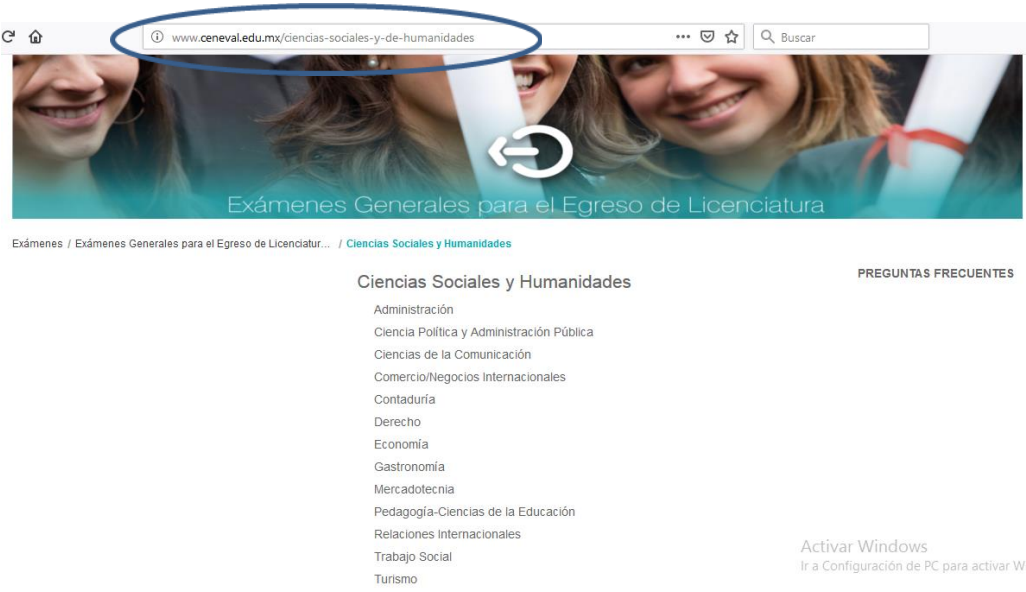 www.ceneval.edu.mx/ciencias-sociales-y-de-humanidades
Buscar
Exámenes Generales para el Egreso de Licenciatura
Exámenes / Exámenes Generales para el Egreso de Licenciatur... / Ciencias Sociales y Humanidades
Ciencias Sociales y Humanidades
PREGUNTAS FRECUENTES
Administración
Ciencia Política y Administración Pública
Ciencias de la Comunicación
Comercio/Negocios Internacionales
Contaduría
Derecho
Economía
Gastronomía
Mercadotecnia
Pedagogía-Ciencias de la Educación
Relaciones Internacionales
Trabajo Social
Turismo
Activar Windows
Ir a Configuración de PC para activar W